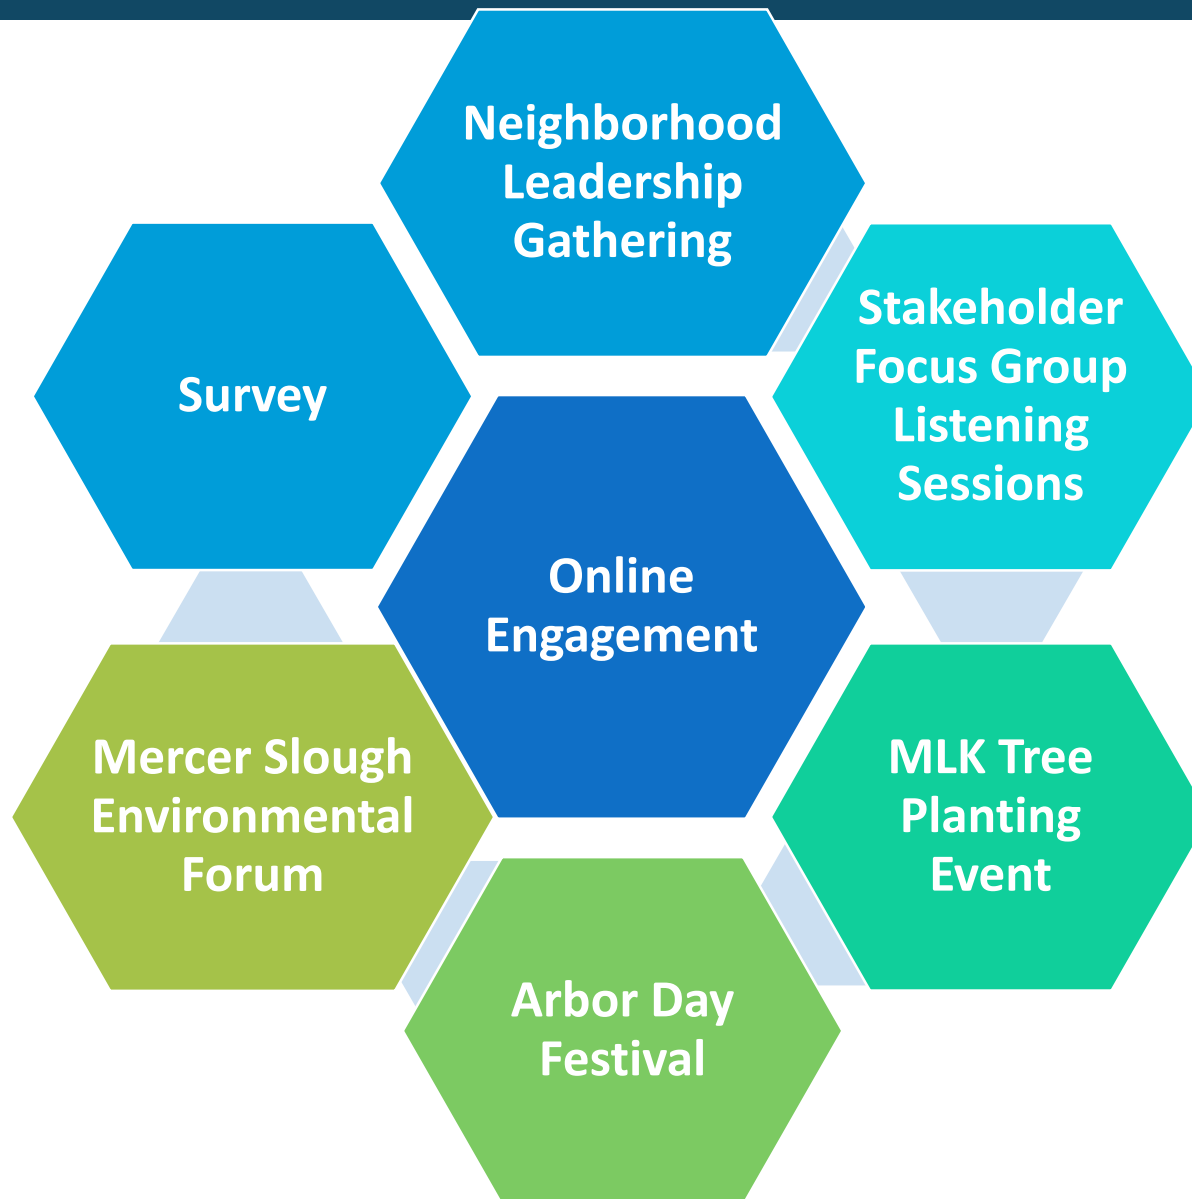 Neighborhood
Leadership
Gathering
Stakeholder
Focus Group
Listening
Sessions
Survey
Online
Engagement
Mercer Slough
Environmental
Forum
MLK Tree
Planting
Event
Arbor Day
Festival